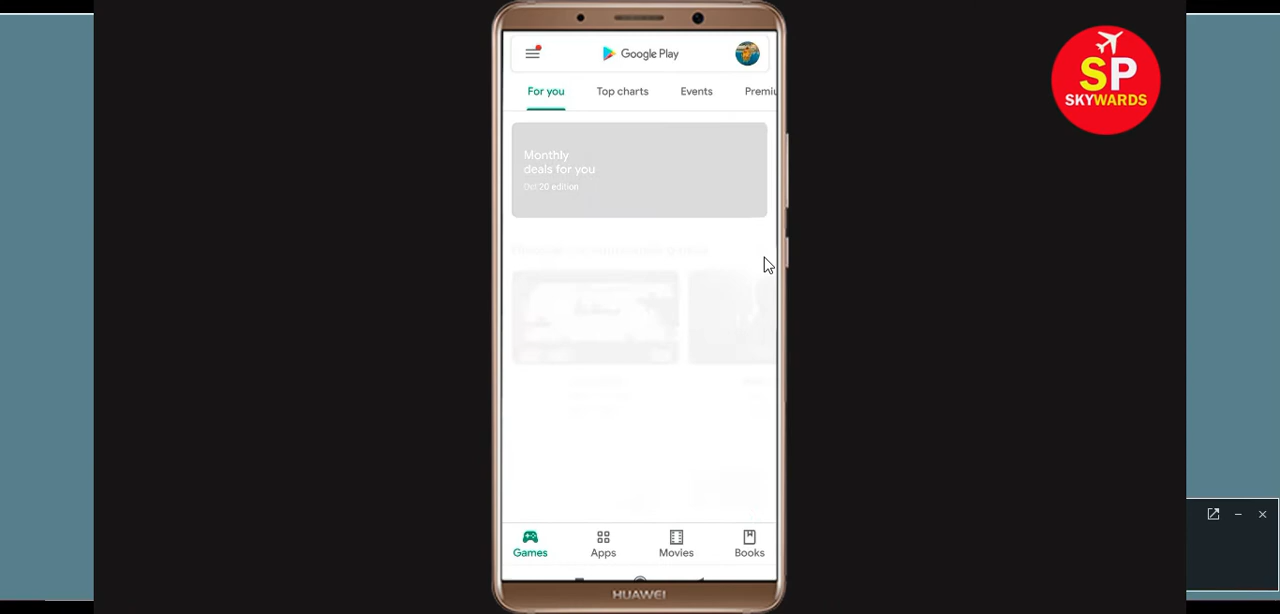 Google Play
For you Top charts Events Premiu
Monthly
deals for you
Oct 20 edition
Games Apps Movies Books
HUAWEI
SP
SKYWARDS